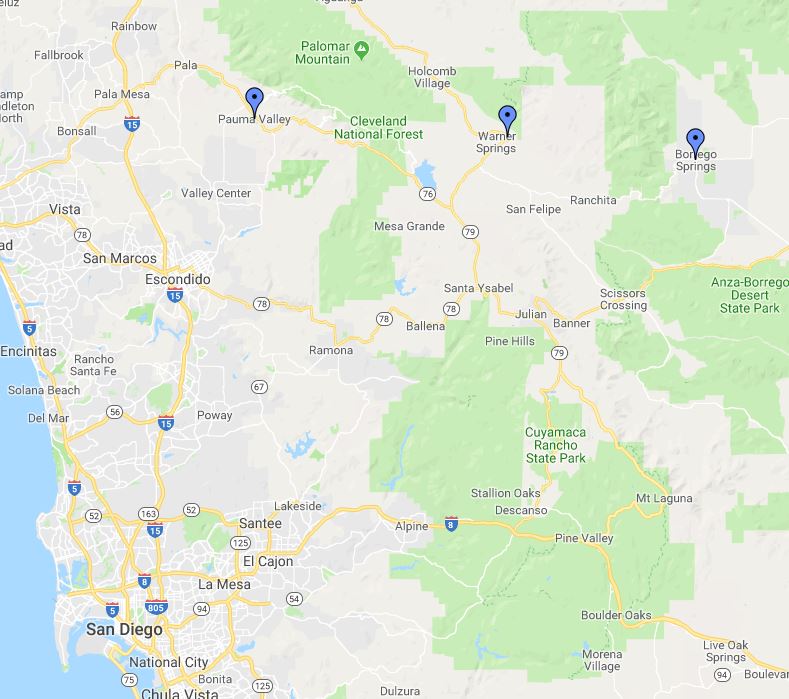 Rainbow
Fallbrook
Palomar
Mountain
Pala
Holcomb
Village
Pala Mesa
Pauma Valley
15
Cleveland
National Forest
Warner
Springs
Bonsall
Borrego
Springs
Valley Center
76
Vista
Ranchita
San Felipe
78
Mesa Grande
79
San Marcos
Escondido
15
Santa Ysabel
Anza-Borrego
Desert
State Park
Scissors
Crossing
78
78
78
Julian
Banner
5
Ballena
Encinitas
Ramona
Pine Hills
79
Rancho
Santa Fe
67
Solana Beach
Del Mar
56
15
Poway
Cuyamaca
Rancho
State Park
5
Stallion Oaks
Mt Laguna
Lakeside
Descanso
52
163
52
Santee
15
Alpine
8
125
Pine Valley
El Cajon
8
La Mesa
54
5
805
94
Boulder Oaks
San Diego
Live Oak
Springs
National City
Morena
Village
94
75
Bonita
125
Chula Vista
Dulzura